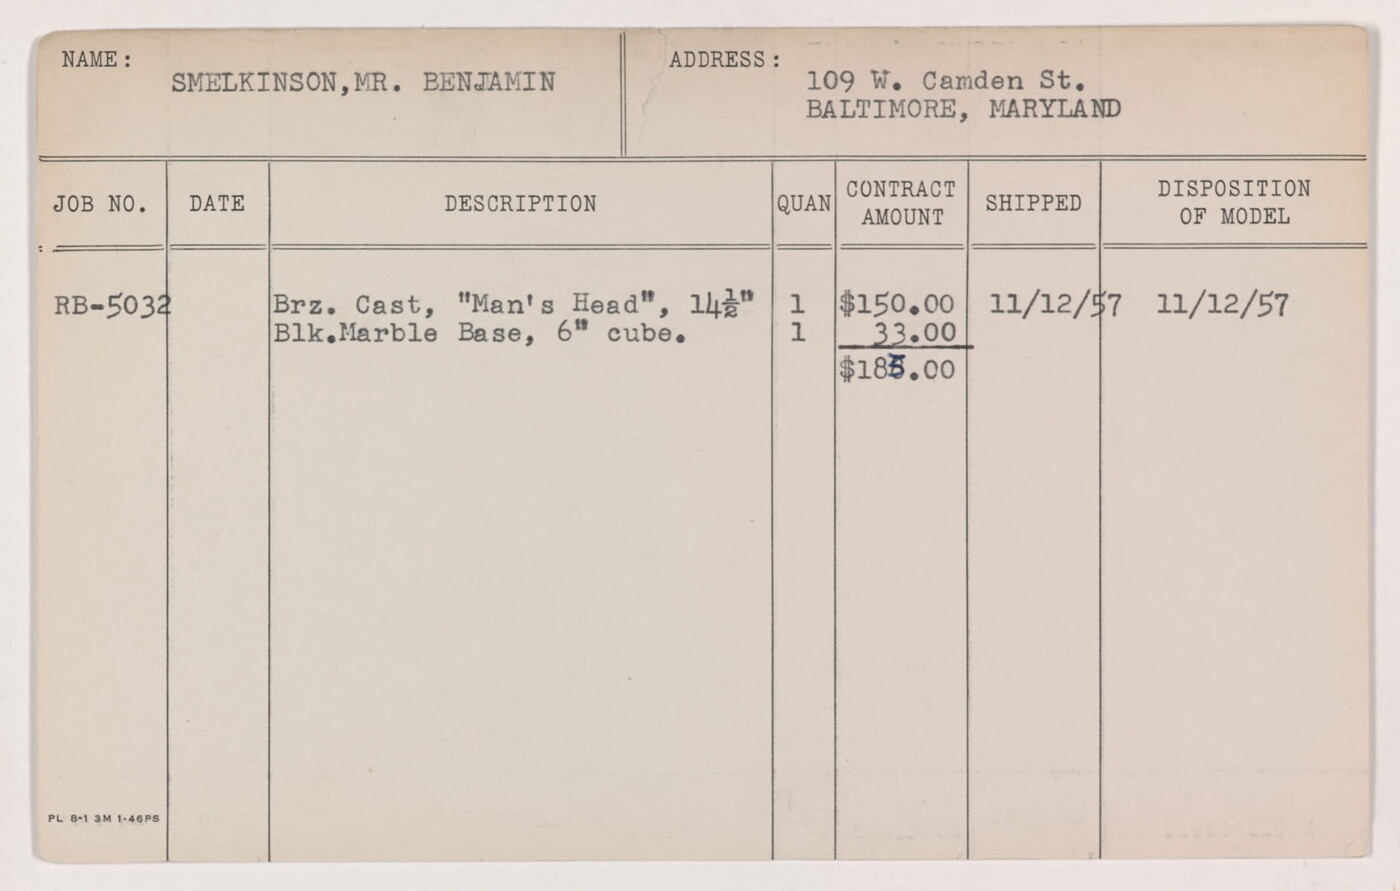 NAME: SMELKINSON,MR. BENJAMIN
ADDRESS: 109 W. Camden St.
BALTIMORE, MARYLAND
JOB NO. DATE DESCRIPTION QUAN CONTRACT AMOUNT SHIPPED DISPOSITION OF MODEL
RB-5032 Brz. Cast, "Man's Head", 14½" 1 $150.00 11/12/57 11/12/57
Blk.Marble Base, 6" cube. 1 33.00
$183.00
PL 8-1 3M 1-46PS